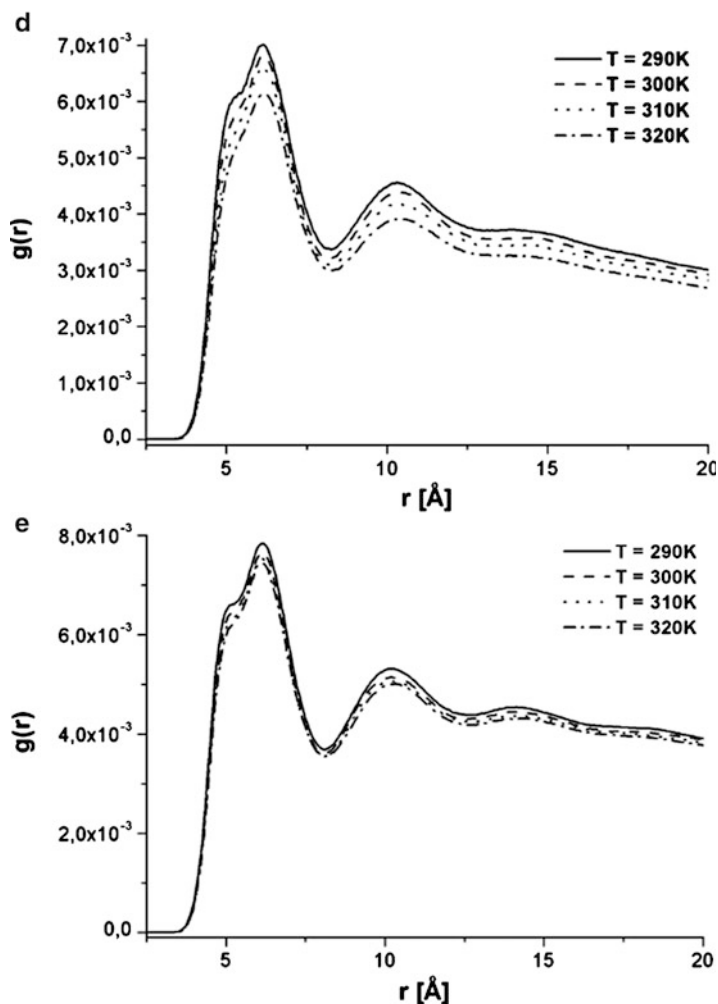 d
7,0x10⁻³
6,0x10⁻³
5,0x10⁻³
4,0x10⁻³
3,0x10⁻³
2,0x10⁻³
1,0x10⁻³
0,0
g(r)
T = 290K
T = 300K
T = 310K
T = 320K
5
10
15
20
r [Å]
e
8,0x10⁻³
6,0x10⁻³
4,0x10⁻³
2,0x10⁻³
0,0
g(r)
T = 290K
T = 300K
T = 310K
T = 320K
5
10
15
20
r [Å]